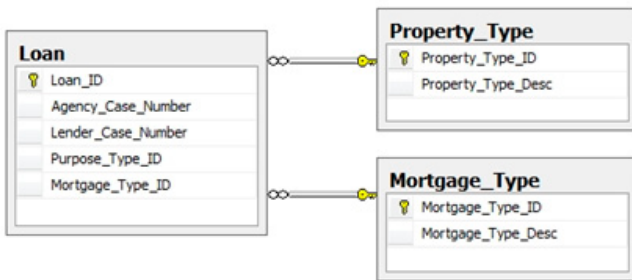 Loan
Loan_ID
Agency_Case_Number
Lender_Case_Number
Purpose_Type_ID
Mortgage_Type_ID
Property_Type
Property_Type_ID
Property_Type_Desc
Mortgage_Type
Mortgage_Type_ID
Mortgage_Type_Desc